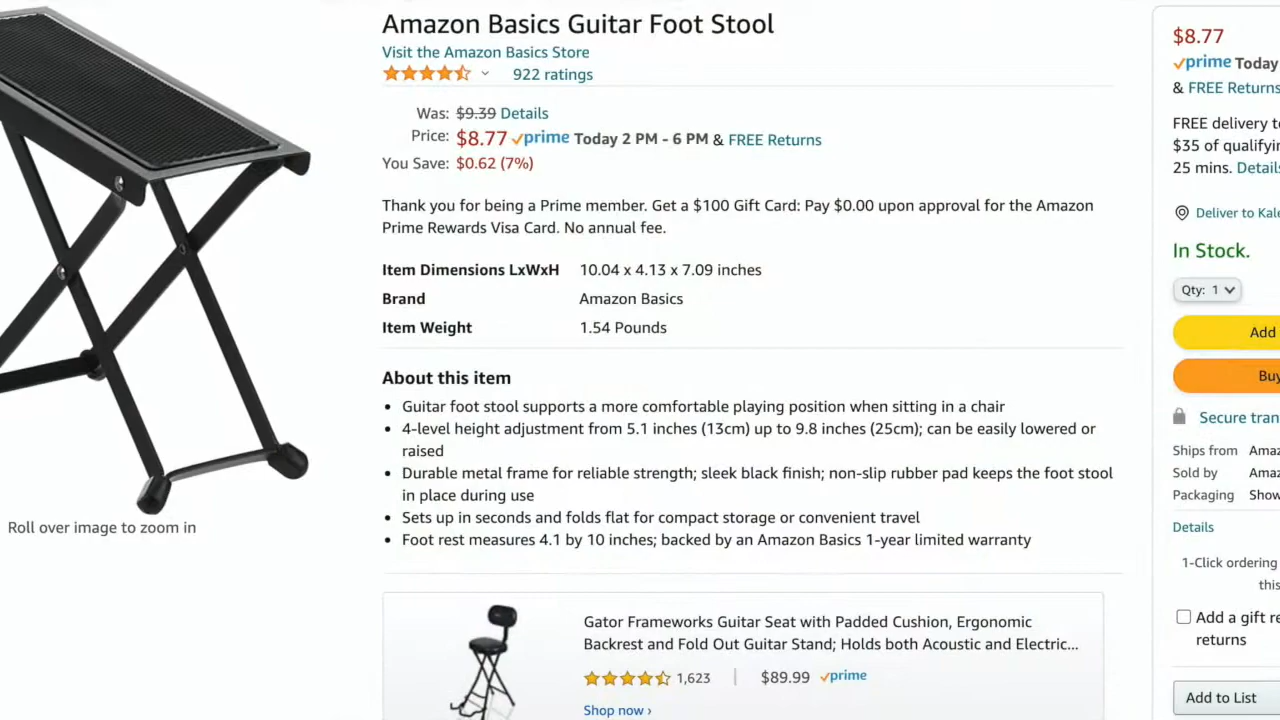 Amazon Basics Guitar Foot Stool
Visit the Amazon Basics Store
922 ratings
Was: $9.39 Details
Price: $8.77 prime Today 2 PM - 6 PM & FREE Returns
You Save: $0.62 (7%)
Thank you for being a Prime member. Get a $100 Gift Card: Pay $0.00 upon approval for the Amazon
Prime Rewards Visa Card. No annual fee.
Item Dimensions LxWxH 10.04 x 4.13 x 7.09 inches
Brand Amazon Basics
Item Weight 1.54 Pounds
About this item
• Guitar foot stool supports a more comfortable playing position when sitting in a chair
• 4-level height adjustment from 5.1 inches (13cm) up to 9.8 inches (25cm); can be easily lowered or
raised
• Durable metal frame for reliable strength; sleek black finish; non-slip rubber pad keeps the foot stool
in place during use
• Sets up in seconds and folds flat for compact storage or convenient travel
• Foot rest measures 4.1 by 10 inches; backed by an Amazon Basics 1-year limited warranty
Roll over image to zoom in
Gator Frameworks Guitar Seat with Padded Cushion, Ergonomic
Backrest and Fold Out Guitar Stand; Holds both Acoustic and Electric...
1,623 | $89.99 prime
Shop now ›
$8.77
prime Today
& FREE Returns
FREE delivery
$35 of qualifyin
25 mins. Details
Deliver to Kale
In Stock.
Qty: 1
Add
Buy
Secure tran
Ships from Amaz
Sold by Amaz
Packaging Show
Details
1-Click ordering
this
Add a gift re
returns
Add to List